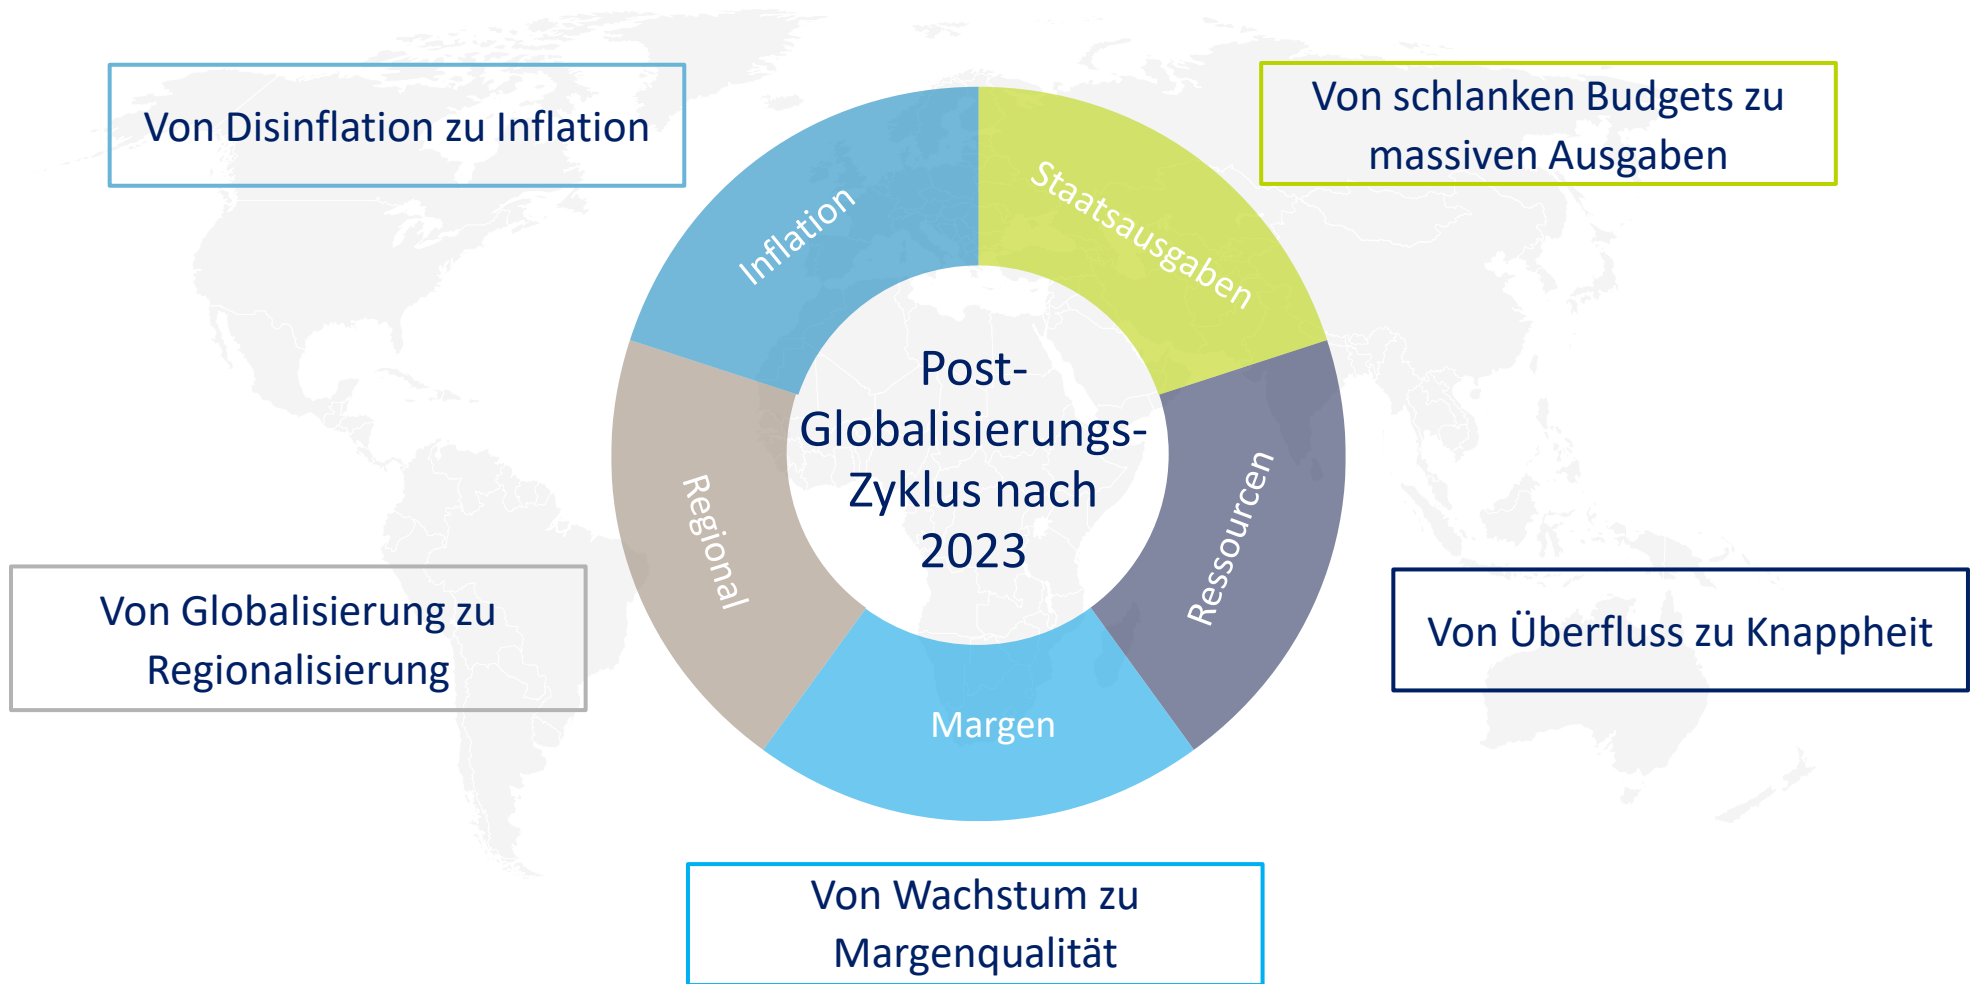 Von Disinflation zu Inflation
Von schlanken Budgets zu
massiven Ausgaben
Inflation
Staatsausgaben
Post-
Globalisierungs-
Zyklus nach
2023
Regional
Ressourcen
Margen
Von Globalisierung zu
Regionalisierung
Von Überfluss zu Knappheit
Von Wachstum zu
Margenqualität